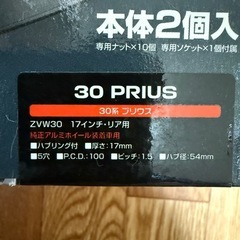 本体2個入
専用ナット×10個 専用ソケット×1個付属
30 PRIUS
30系 プリウス
ZVW30 17インチ・リア用
純正アルミホイール装着車用
■ハブリング付 ■厚さ:17mm
■5穴 ■P.C.D.:100 ■ピッチ:1.5 ■ハブ径:54mm